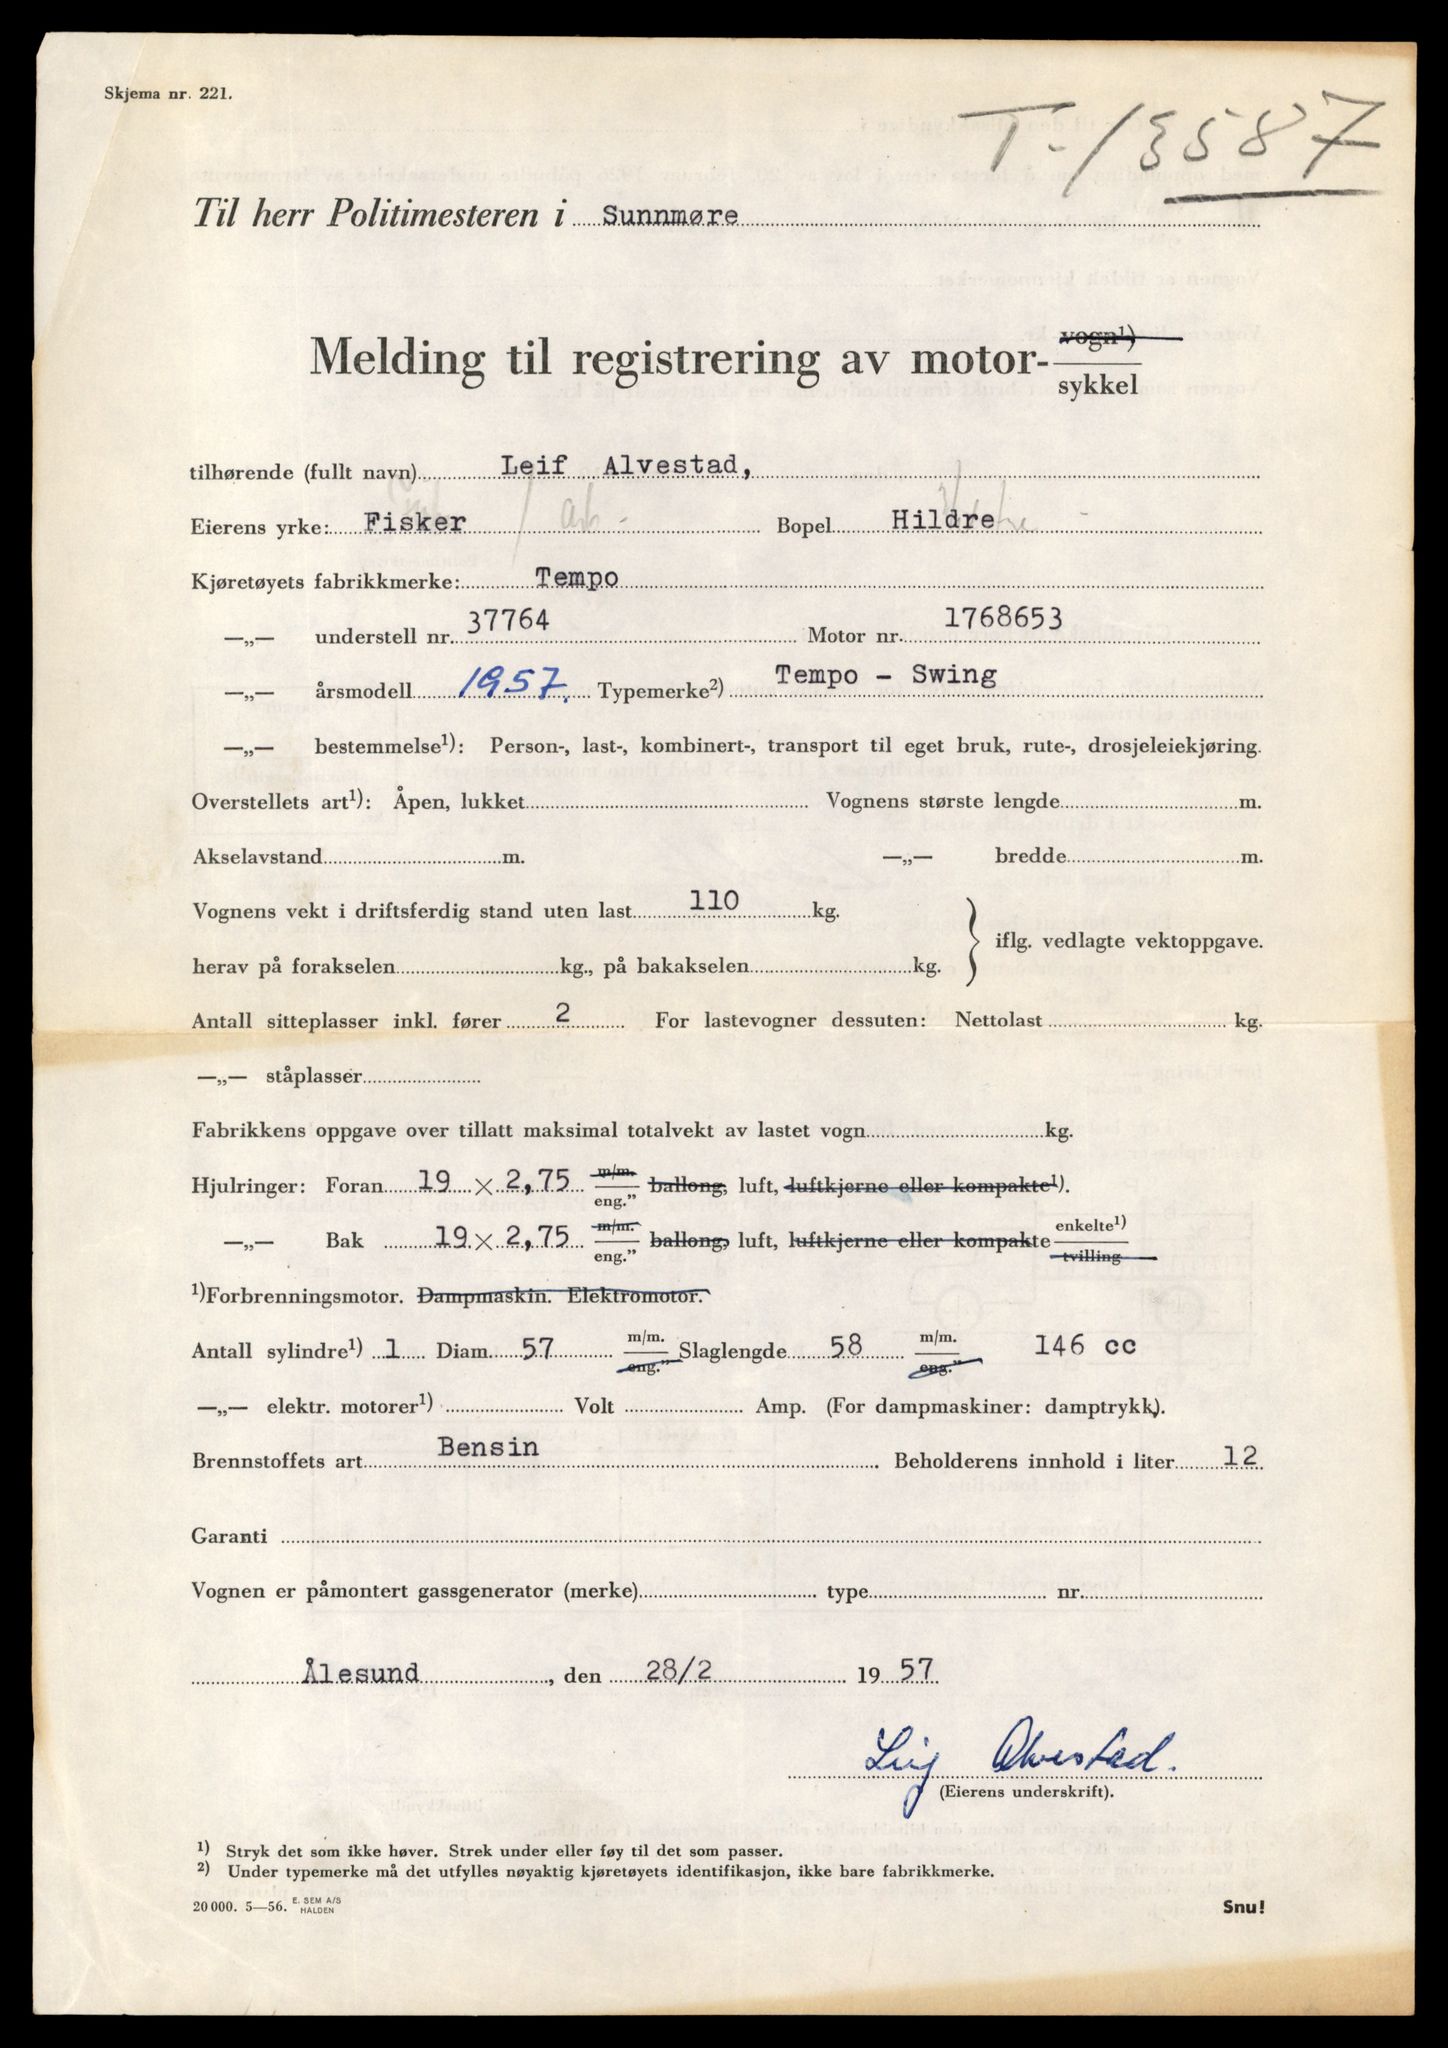 Skjema nr. 221.
T-13587
Til herr Politimesteren i Sunnmøre
Melding til registrering av motor- vogn¹) / sykkel
tilhørende (fullt navn) Leif Alvestad,
Eierens yrke: Fisker Bopel Hildre
Kjøretøyets fabrikkmerke: Tempo
—„— understell nr. 37764 Motor nr. 1768653
—„— årsmodell 1957. Typemerke²) Tempo - Swing
—„— bestemmelse¹): Person-, last-, kombinert-, transport til eget bruk, rute-, drosjeleiekjøring.
Overstellets art¹): Åpen, lukket Vognens største lengde m.
Akselavstand m. —„— bredde m.
Vognens vekt i driftsferdig stand uten last 110 kg.
iflg. vedlagte vektoppgave.
herav på forakselen kg., på bakakselen kg.
Antall sitteplasser inkl. fører 2 For lastevogner dessuten: Nettolast kg.
—„— ståplasser
Fabrikkens oppgave over tillatt maksimal totalvekt av lastet vogn kg.
Hjulringer: Foran 19 × 2,75 m/m. / eng.” ballong, luft, luftkjerne eller kompakte¹).
—„— Bak 19 × 2,75 m/m. / eng.” ballong, luft, luftkjerne eller kompakte enkelte¹) / tvilling
¹)Forbrenningsmotor. Dampmaskin. Elektromotor.
Antall sylindre¹) 1 Diam. 57 m/m. / eng.” Slaglengde 58 m/m. / eng.” 146 cc
—„— elektr. motorer¹) Volt Amp. (For dampmaskiner: damptrykk).
Brennstoffets art Bensin Beholderens innhold i liter 12
Garanti
Vognen er påmontert gassgenerator (merke) type nr.
Ålesund, den 28/2 1957
Leif Alvestad.
(Eierens underskrift).
¹) Stryk det som ikke høver. Strek under eller føy til det som passer.
²) Under typemerke må det utfylles nøyaktig kjøretøyets identifikasjon, ikke bare fabrikkmerke.
20 000. 5—56. E. SEM A/S HALDEN
Snu!